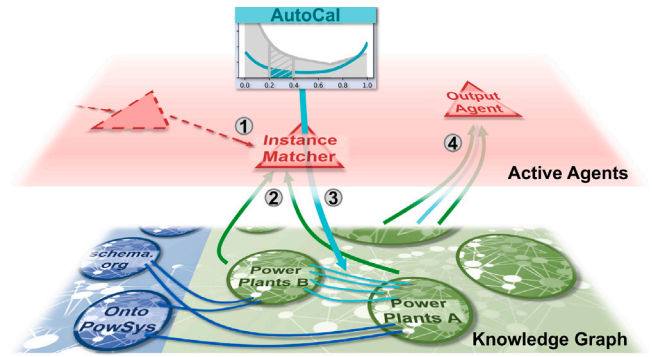 AutoCal
0.0 0.2 0.4 0.6 0.8 1.0
Output
Agent
1
Instance
Matcher
4
Active Agents
2
3
schema.
org
Power
Plants B
Onto
PowSys
Power
Plants A
Knowledge Graph